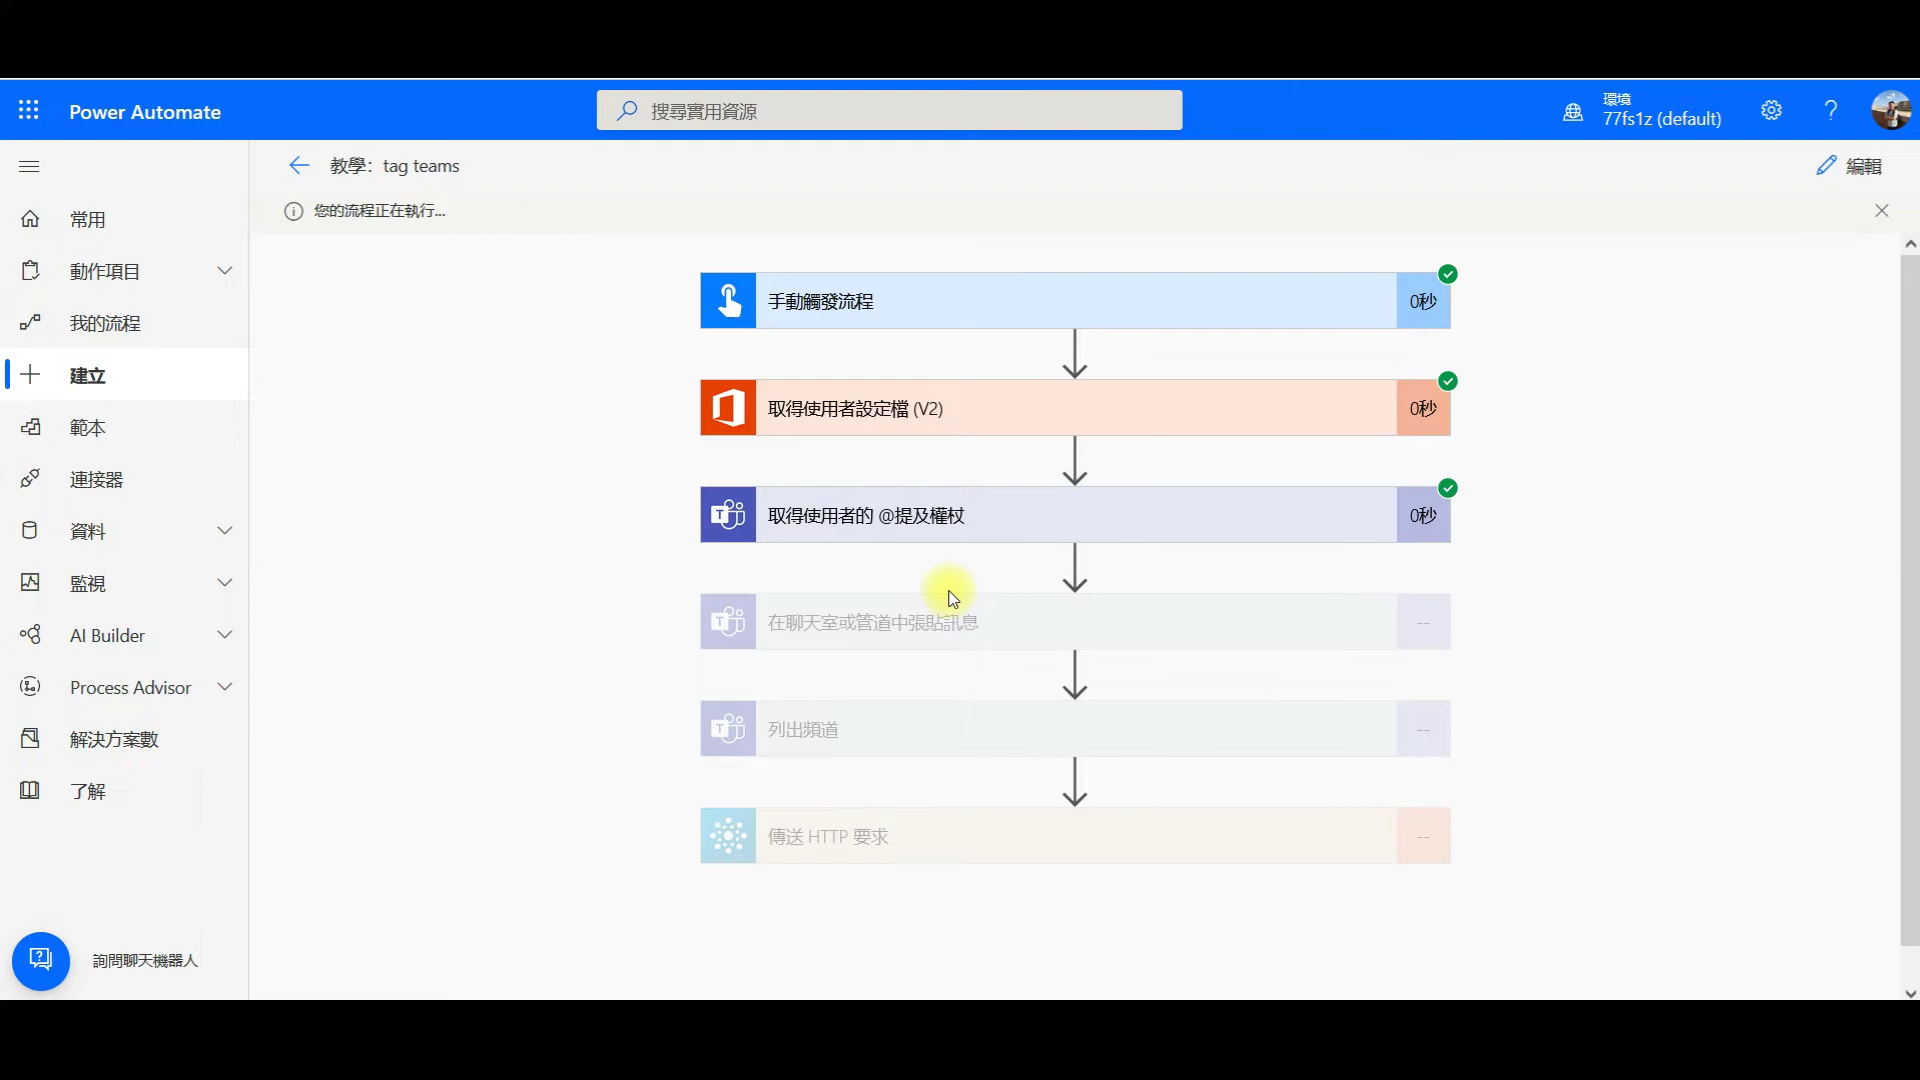 Power Automate
搜尋實用資源
環境
77fs1z (default)
?
教學: tag teams
編輯
您的流程正在執行...
常用
動作項目
我的流程
建立
範本
連接器
資料
監視
AI Builder
Process Advisor
解決方案數
了解
詢問聊天機器人
手動觸發流程
0秒
取得使用者設定檔 (V2)
0秒
取得使用者的 @提及權杖
0秒
在聊天室或管道中張貼訊息
--
列出頻道
--
傳送 HTTP 要求
--